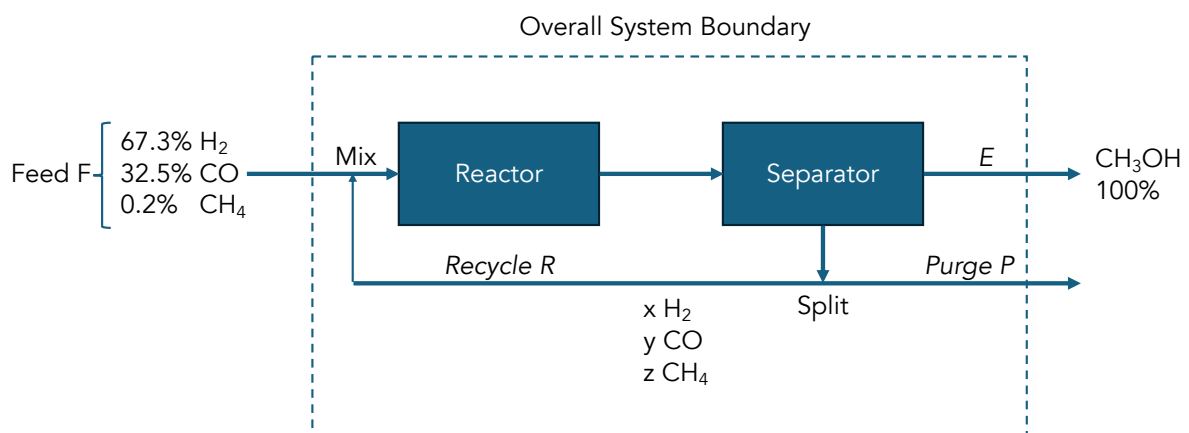 Overall System Boundary
Feed F
67.3% H₂
32.5% CO
0.2% CH₄
Mix
Reactor
Separator
E
CH₃OH
100%
Recycle R
Purge P
Split
x H₂
y CO
z CH₄